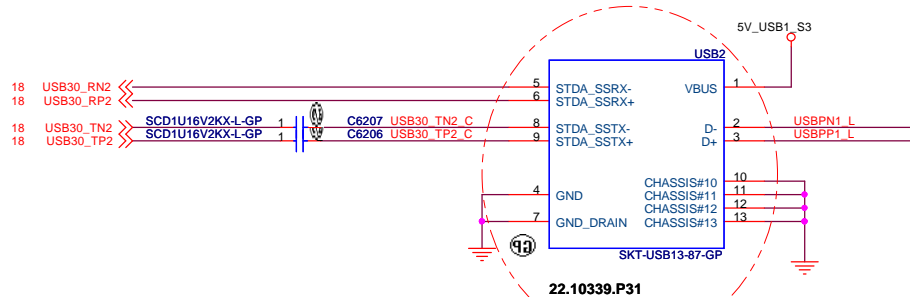 5V_USB1_S3
USB2
18 USB30_RN2 5 STDA_SSRX- VBUS 1
18 USB30_RP2 6 STDA_SSRX+
18 USB30_TN2 SCD1U16V2KX-L-GP 1 C6207 USB30_TN2_C 8 STDA_SSTX- D- 2 USBPN1_L
18 USB30_TP2 SCD1U16V2KX-L-GP 1 C6206 USB30_TP2_C 9 STDA_SSTX+ D+ 3 USBPP1_L
CHASSIS#10 10
4 GND CHASSIS#11 11
CHASSIS#12 12
7 GND_DRAIN CHASSIS#13 13
SKT-USB13-87-GP
22.10339.P31